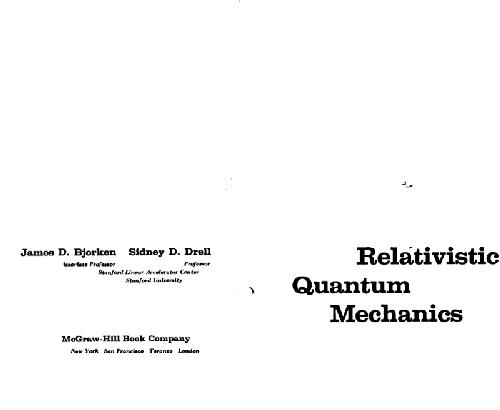 James D. Bjorken Sidney D. Drell
Associate Professor Professor
Stanford Linear Accelerator Center
Stanford University
McGraw-Hill Book Company
New York San Francisco Toronto London
Relativistic
Quantum
Mechanics